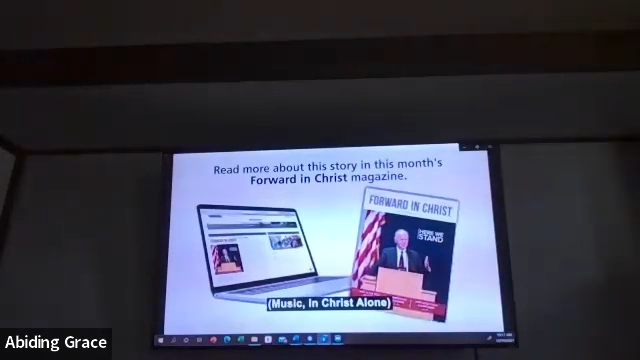 Read more about this story in this month's
Forward in Christ magazine.
FORWARD IN CHRIST
HERE WE
STAND
(Music, In Christ Alone)
Abiding Grace